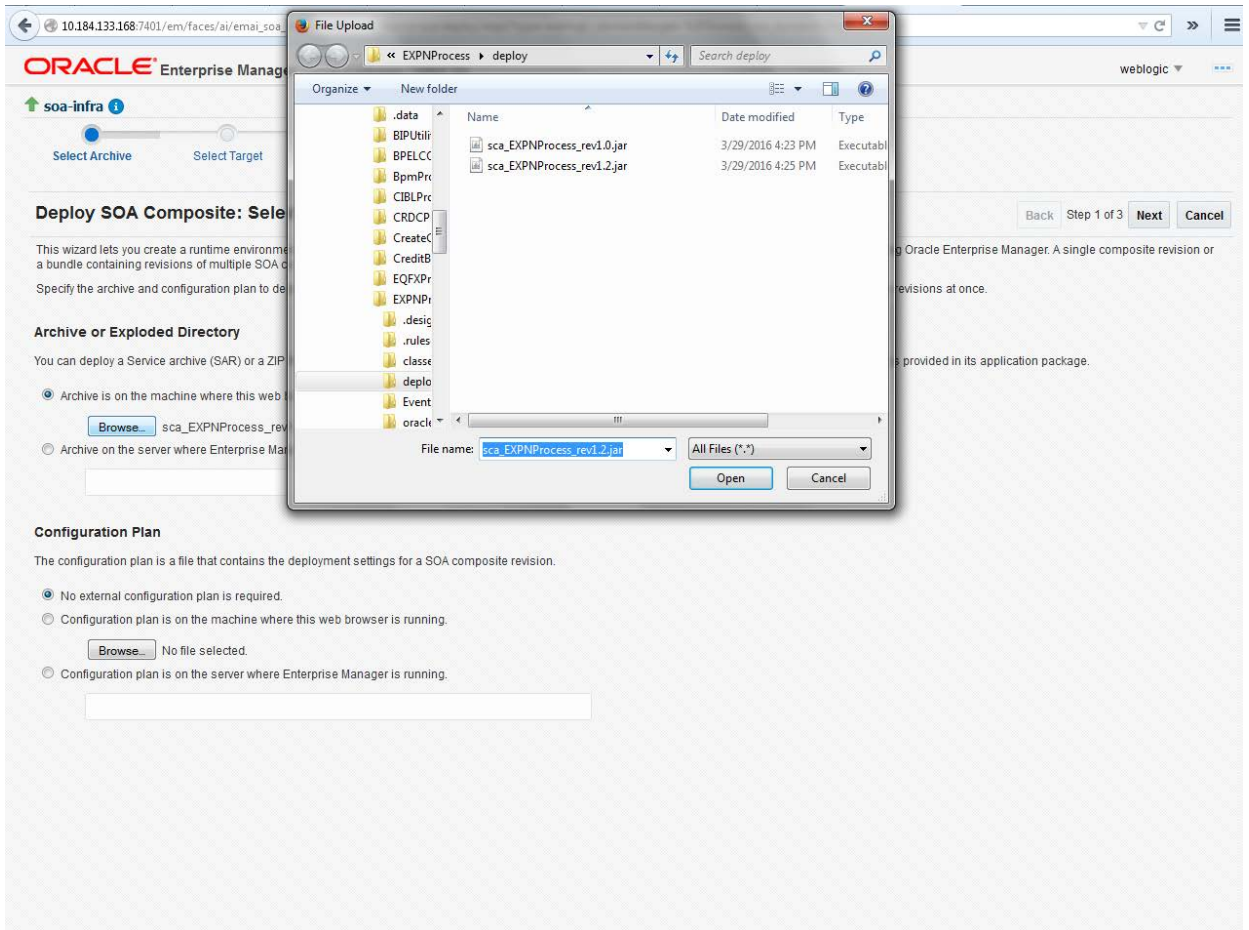 10.184.133.168:7401/em/faces/ai/emai_soa_
File Upload
« EXPNProcess ▸ deploy
Search deploy
ORACLE Enterprise Manage
weblogic
Organize
New folder
soa-infra
Select Archive
Select Target
.data
BIPUtili
BPELCC
BpmPro
CIBLPro
CRDCP
CreateC
CreditB
EQFXPr
EXPNPr
.desig
.rules
classe
deplo
Event
oracle
Name
Date modified
Type
sca_EXPNProcess_rev1.0.jar
3/29/2016 4:23 PM
Executabl
sca_EXPNProcess_rev1.2.jar
3/29/2016 4:25 PM
Executabl
File name:
sca_EXPNProcess_rev1.2.jar
All Files (*.*)
Open
Cancel
Deploy SOA Composite: Sele
Back
Step 1 of 3
Next
Cancel
This wizard lets you create a runtime environme
g Oracle Enterprise Manager. A single composite revision or
a bundle containing revisions of multiple SOA c
Specify the archive and configuration plan to de
revisions at once.
Archive or Exploded Directory
You can deploy a Service archive (SAR) or a ZIP
s provided in its application package.
Archive is on the machine where this web
Browse...
sca_EXPNProcess_rev
Archive on the server where Enterprise Mar
Configuration Plan
The configuration plan is a file that contains the deployment settings for a SOA composite revision.
No external configuration plan is required.
Configuration plan is on the machine where this web browser is running.
Browse...
No file selected.
Configuration plan is on the server where Enterprise Manager is running.